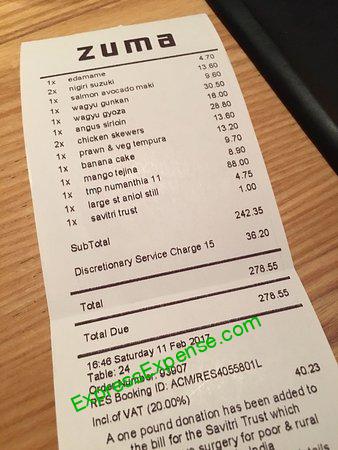 zuma
1x edamame 4.70
2x nigiri suzuki 13.60
1x salmon avocado maki 9.60
1x wagyu gunkan 30.50
1x wagyu gyoza 16.00
1x angus sirloin 28.80
2x chicken skewers 13.60
1x prawn & veg tempura 13.20
1x banana cake 9.70
1x mango tejina 8.90
1x tmp numanthia 11 88.00
1x large st aniol still 4.75
1x savitri trust 1.00
SubTotal 242.35
Discretionary Service Charge 15 36.20
Total 278.55
Total Due 278.55
16:46 Saturday 11 Feb 2017
Table: 24
Order Number: 93907
RES Booking ID: ACM/RES4055801L
Incl.of VAT (20.00%) 40.23
A one pound donation has been added to
the bill for the Savitri Trust which
surgery for poor & rural
India
ExpressExpense.com